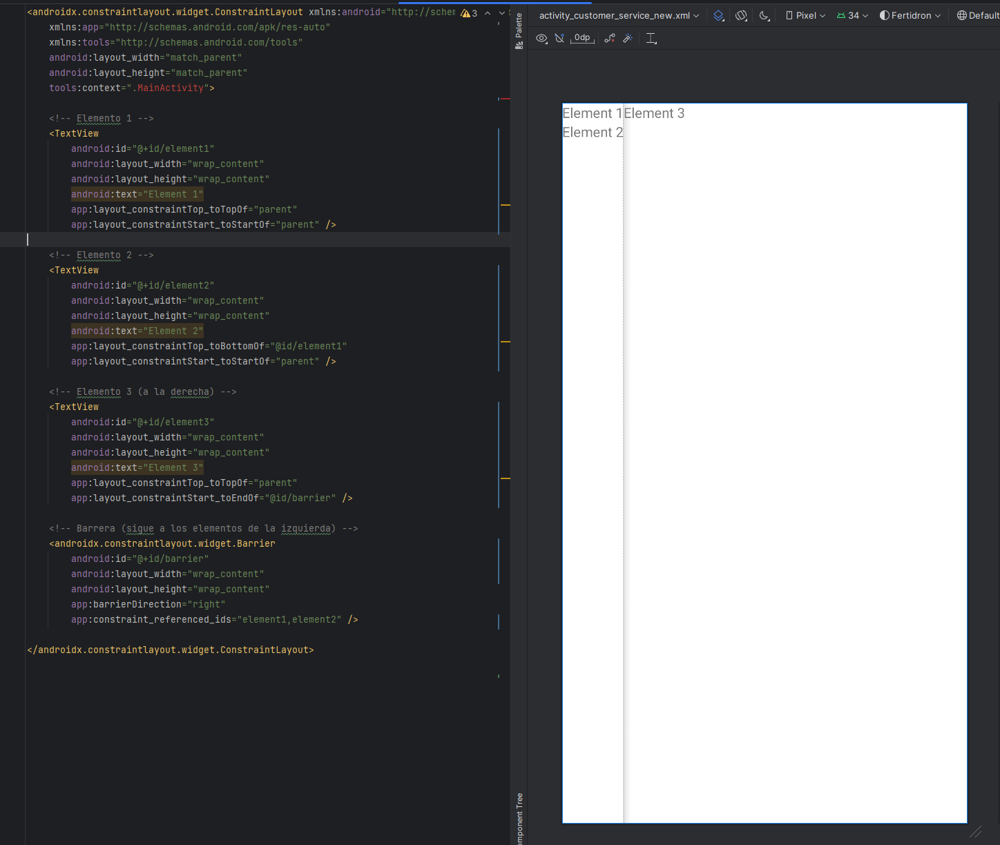 <androidx.constraintlayout.widget.ConstraintLayout xmlns:android="http://schem
3
xmlns:app="http://schemas.android.com/apk/res-auto"
xmlns:tools="http://schemas.android.com/tools"
android:layout_width="match_parent"
android:layout_height="match_parent"
tools:context=".MainActivity">
<!-- Elemento 1 -->
<TextView
android:id="@+id/element1"
android:layout_width="wrap_content"
android:layout_height="wrap_content"
android:text="Element 1"
app:layout_constraintTop_toTopOf="parent"
app:layout_constraintStart_toStartOf="parent" />
<!-- Elemento 2 -->
<TextView
android:id="@+id/element2"
android:layout_width="wrap_content"
android:layout_height="wrap_content"
android:text="Element 2"
app:layout_constraintTop_toBottomOf="@id/element1"
app:layout_constraintStart_toStartOf="parent" />
<!-- Elemento 3 (a la derecha) -->
<TextView
android:id="@+id/element3"
android:layout_width="wrap_content"
android:layout_height="wrap_content"
android:text="Element 3"
app:layout_constraintTop_toTopOf="parent"
app:layout_constraintStart_toEndOf="@id/barrier" />
<!-- Barrera (sigue a los elementos de la izquierda) -->
<androidx.constraintlayout.widget.Barrier
android:id="@+id/barrier"
android:layout_width="wrap_content"
android:layout_height="wrap_content"
app:barrierDirection="right"
app:constraint_referenced_ids="element1,element2" />
</androidx.constraintlayout.widget.ConstraintLayout>
Palette
omponent Tree
activity_customer_service_new.xml
Pixel
34
Fertidron
Defaul
0dp
Element 1
Element 3
Element 2